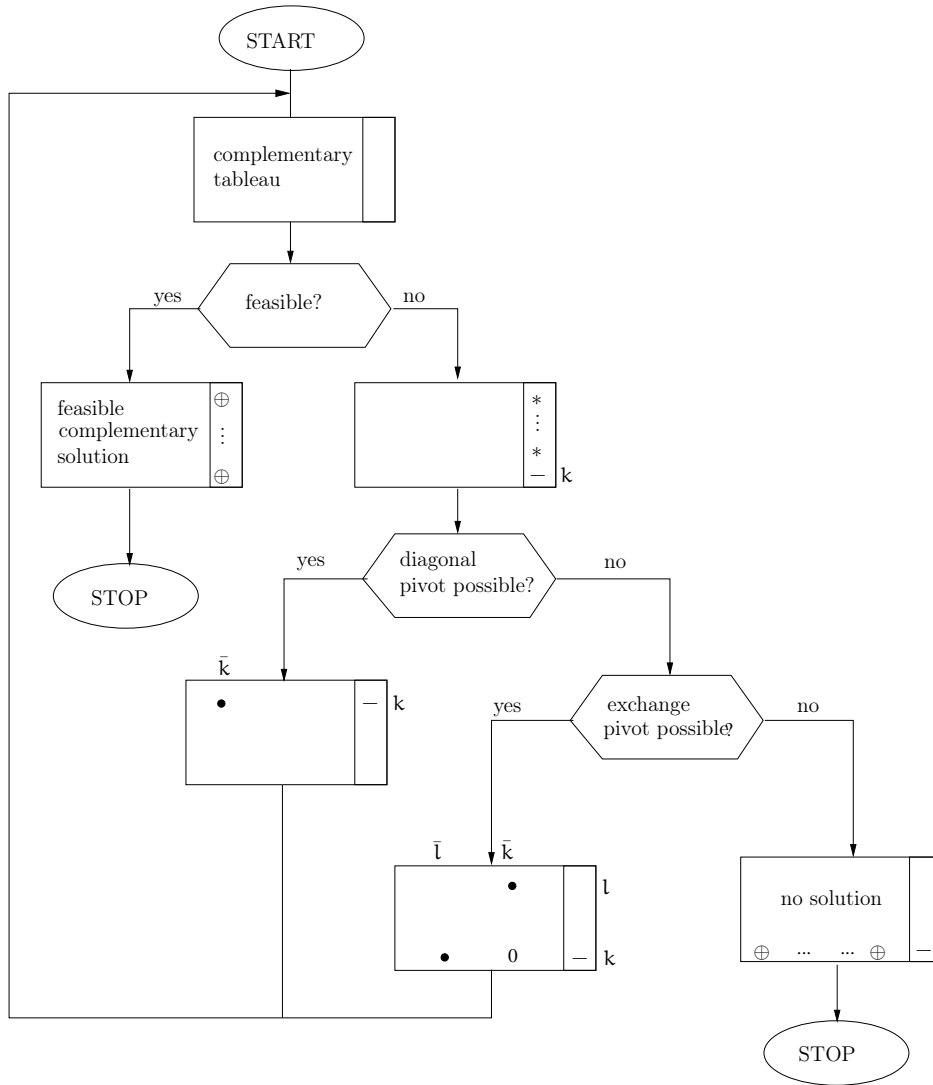 START
complementary
tableau
feasible?
yes
no
feasible
complementary
solution
⊕
⋮
⊕
∗
⋮
∗
− k
STOP
diagonal
pivot possible?
yes
no
k̄
• − k
exchange
pivot possible?
yes
no
l̄ k̄
• l
• 0 − k
no solution
⊕ ... ... ⊕ −
STOP